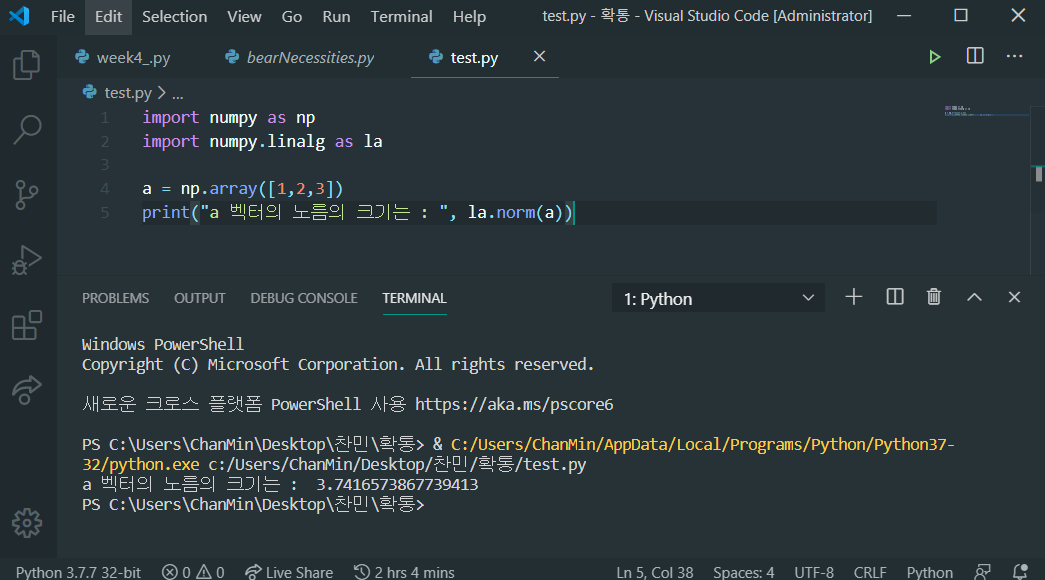 File Edit Selection View Go Run Terminal Help test.py - 확통 - Visual Studio Code [Administrator]
week4_.py bearNecessities.py test.py
test.py > ...
1 import numpy as np
2 import numpy.linalg as la
3
4 a = np.array([1,2,3])
5 print("a 벡터의 노름의 크기는 : ", la.norm(a))
PROBLEMS OUTPUT DEBUG CONSOLE TERMINAL 1: Python
Windows PowerShell
Copyright (C) Microsoft Corporation. All rights reserved.
새로운 크로스 플랫폼 PowerShell 사용 https://aka.ms/pscore6
PS C:\Users\ChanMin\Desktop\찬민\확통> & C:/Users/ChanMin/AppData/Local/Programs/Python/Python37-
32/python.exe c:/Users/ChanMin/Desktop/찬민/확통/test.py
a 벡터의 노름의 크기는 :  3.7416573867739413
PS C:\Users\ChanMin\Desktop\찬민\확통>
Python 3.7.7 32-bit 0 0 Live Share 2 hrs 4 mins Ln 5, Col 38 Spaces: 4 UTF-8 CRLF Python